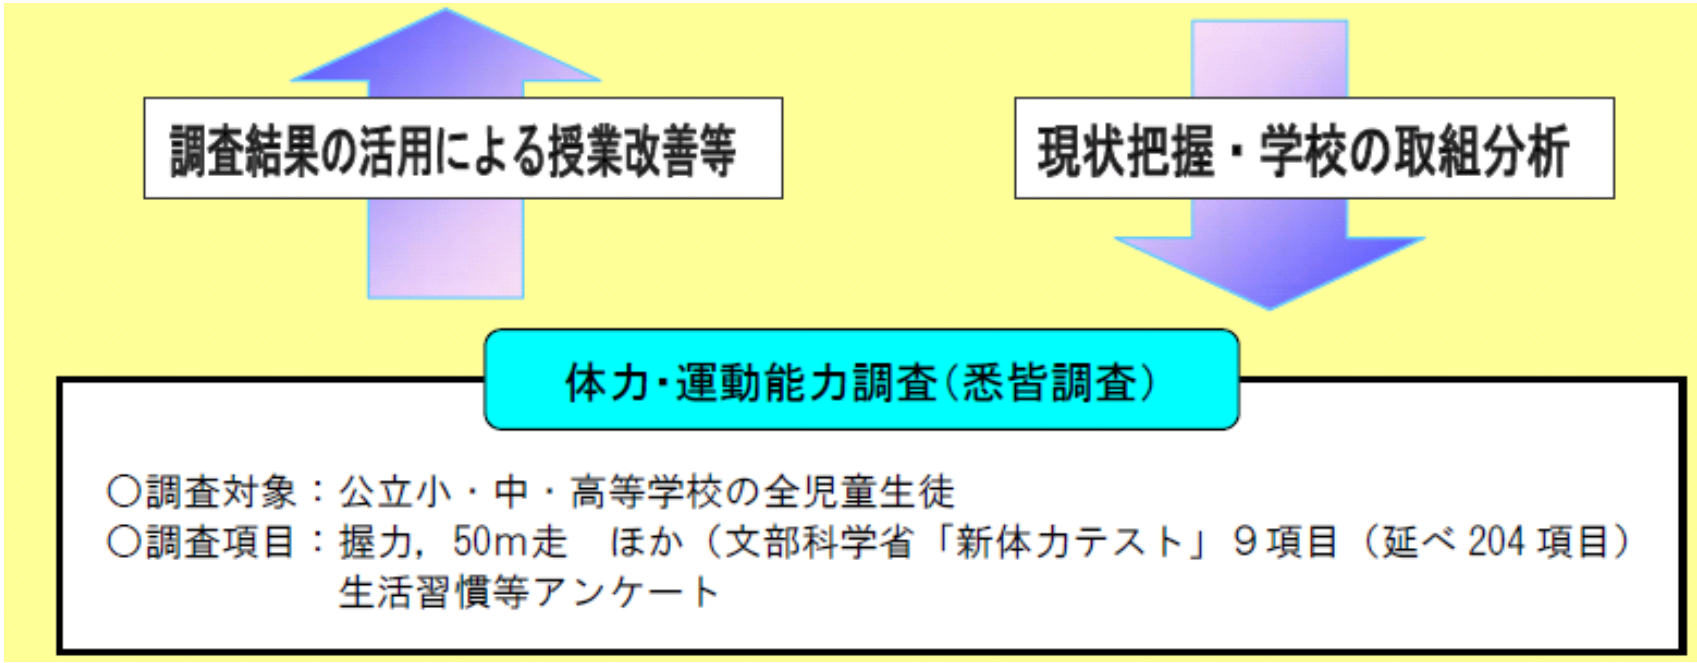 調査結果の活用による授業改善等
現状把握・学校の取組分析
体力・運動能力調査(悉皆調査)
○調査対象：公立小・中・高等学校の全児童生徒
○調査項目：握力，50m走　ほか（文部科学省「新体力テスト」９項目（延べ204項目）
生活習慣等アンケート